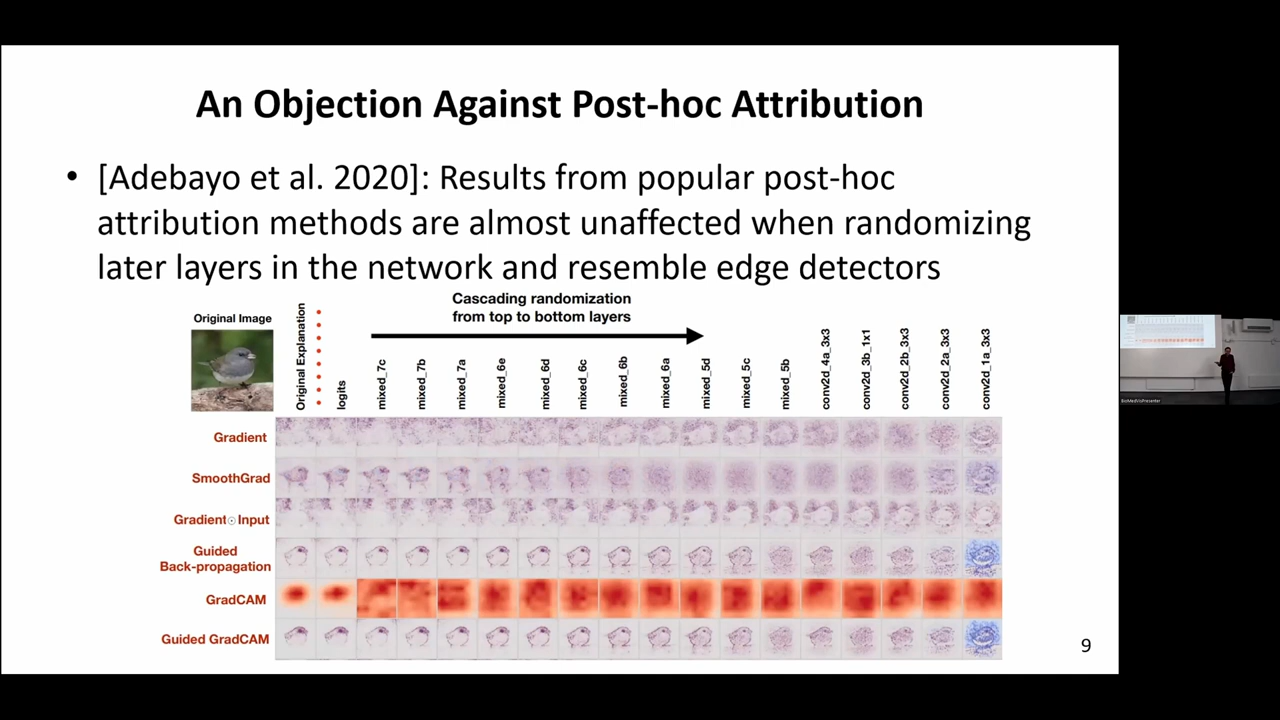 An Objection Against Post-hoc Attribution
• [Adebayo et al. 2020]: Results from popular post-hoc
attribution methods are almost unaffected when randomizing
later layers in the network and resemble edge detectors
Cascading randomization
from top to bottom layers
Original Image
Original Explanation
logits
mixed_7c
mixed_7b
mixed_7a
mixed_6e
mixed_6d
mixed_6c
mixed_6b
mixed_6a
mixed_5d
mixed_5c
mixed_5b
conv2d_4a_3x3
conv2d_3b_1x1
conv2d_2b_3x3
conv2d_2a_3x3
conv2d_1a_3x3
Gradient
SmoothGrad
Gradient⊙Input
Guided
Back-propagation
GradCAM
Guided GradCAM
9
BioMedVisPresenter